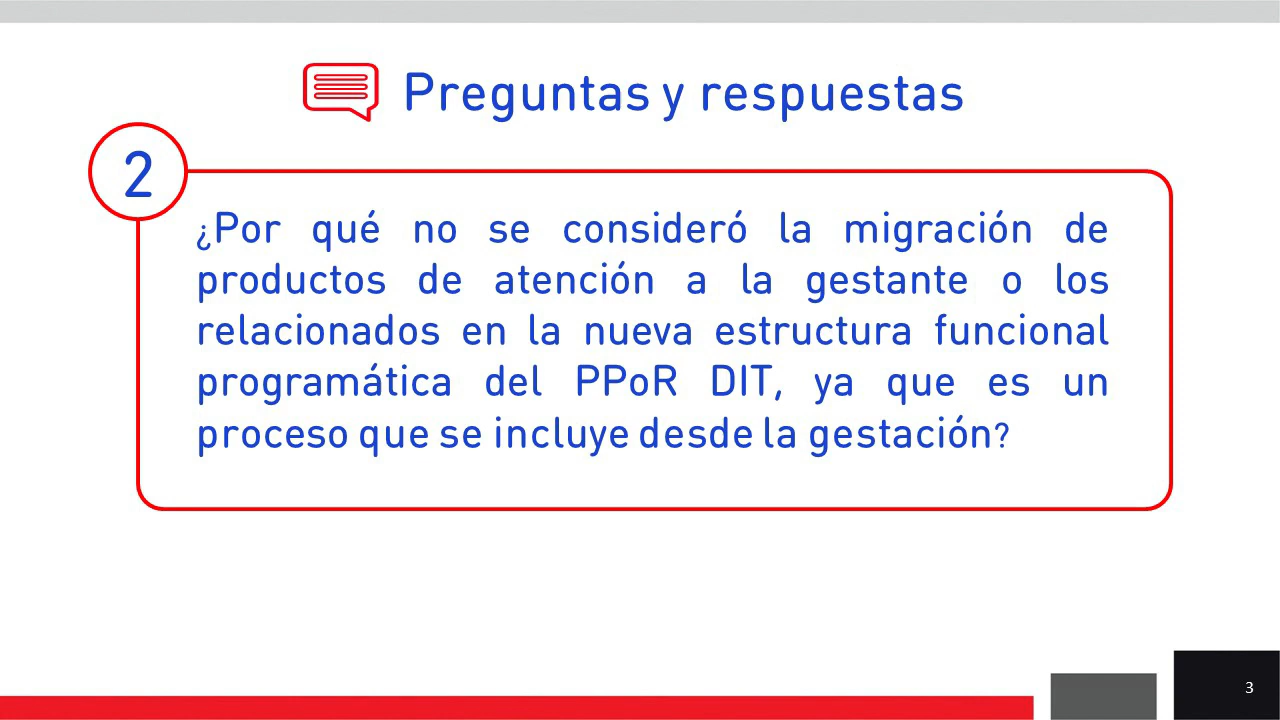 Preguntas y respuestas
2
¿Por qué no se consideró la migración de
productos de atención a la gestante o los
relacionados en la nueva estructura funcional
programática del PPoR DIT, ya que es un
proceso que se incluye desde la gestación?
3